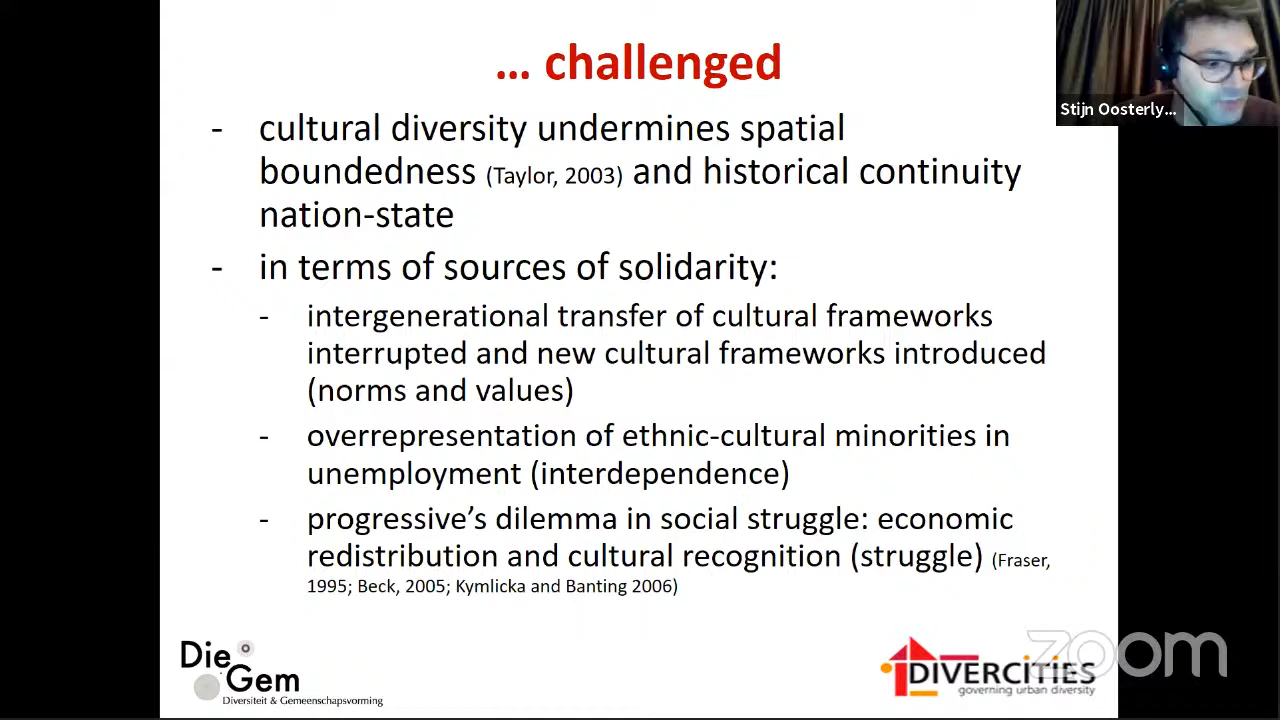 … challenged
- cultural diversity undermines spatial
boundedness (Taylor, 2003) and historical continuity
nation-state
- in terms of sources of solidarity:
- intergenerational transfer of cultural frameworks
interrupted and new cultural frameworks introduced
(norms and values)
- overrepresentation of ethnic-cultural minorities in
unemployment (interdependence)
- progressive's dilemma in social struggle: economic
redistribution and cultural recognition (struggle) (Fraser,
1995; Beck, 2005; Kymlicka and Banting 2006)
Stijn Oosterly...
Die
Gem
Diversiteit & Gemeenschapsvorming
DIVERCITIES
governing urban diversity
zoom